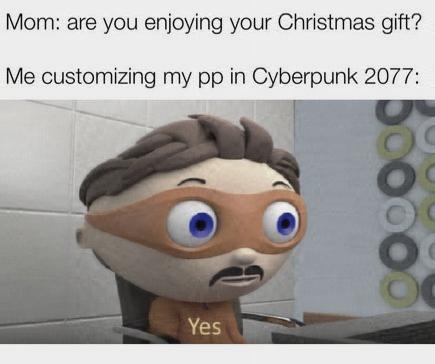 Mom: are you enjoying your Christmas gift?
Me customizing my pp in Cyberpunk 2077:
Yes